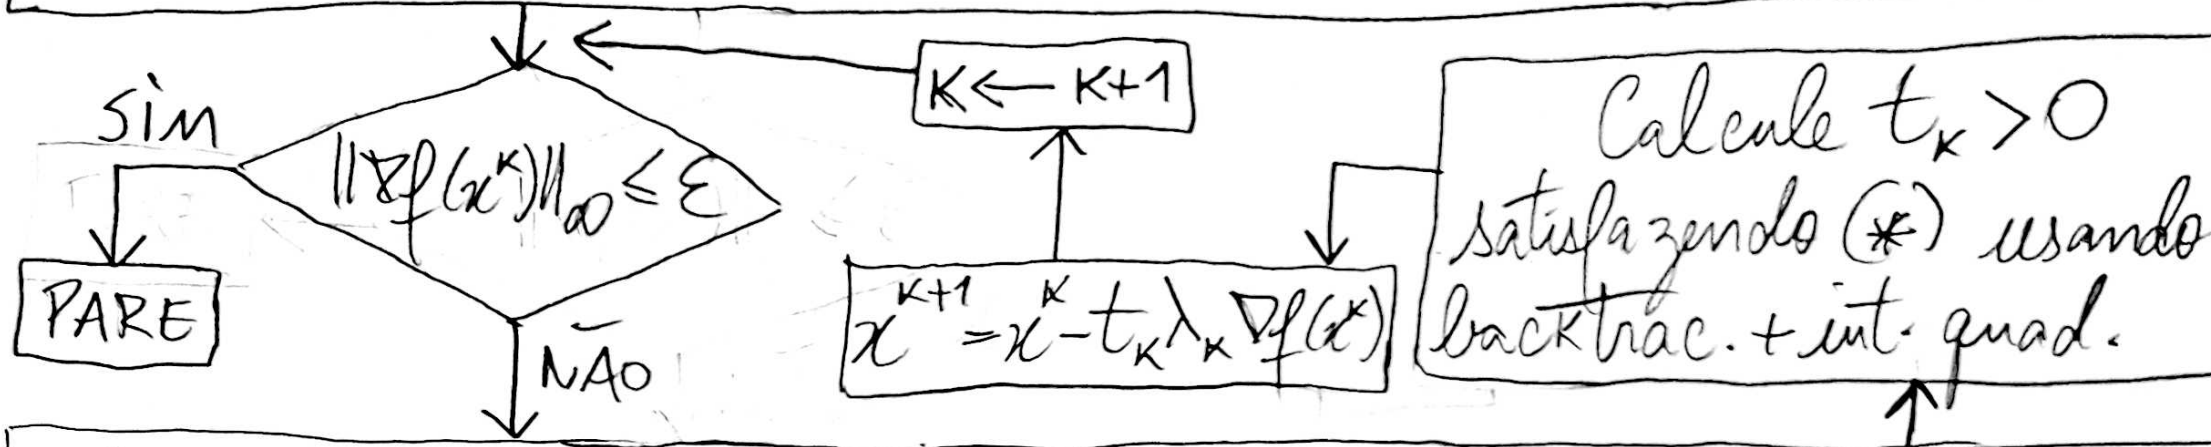 SIM
‖∇f(x^k)‖_∞ ≤ ε
PARE
NÃO
K ← K+1
x^{k+1} = x^k - t_k λ_k ∇f(x^k)
Calcule t_k > 0
satisfazendo (*) usando
backtrac. + int. quad.